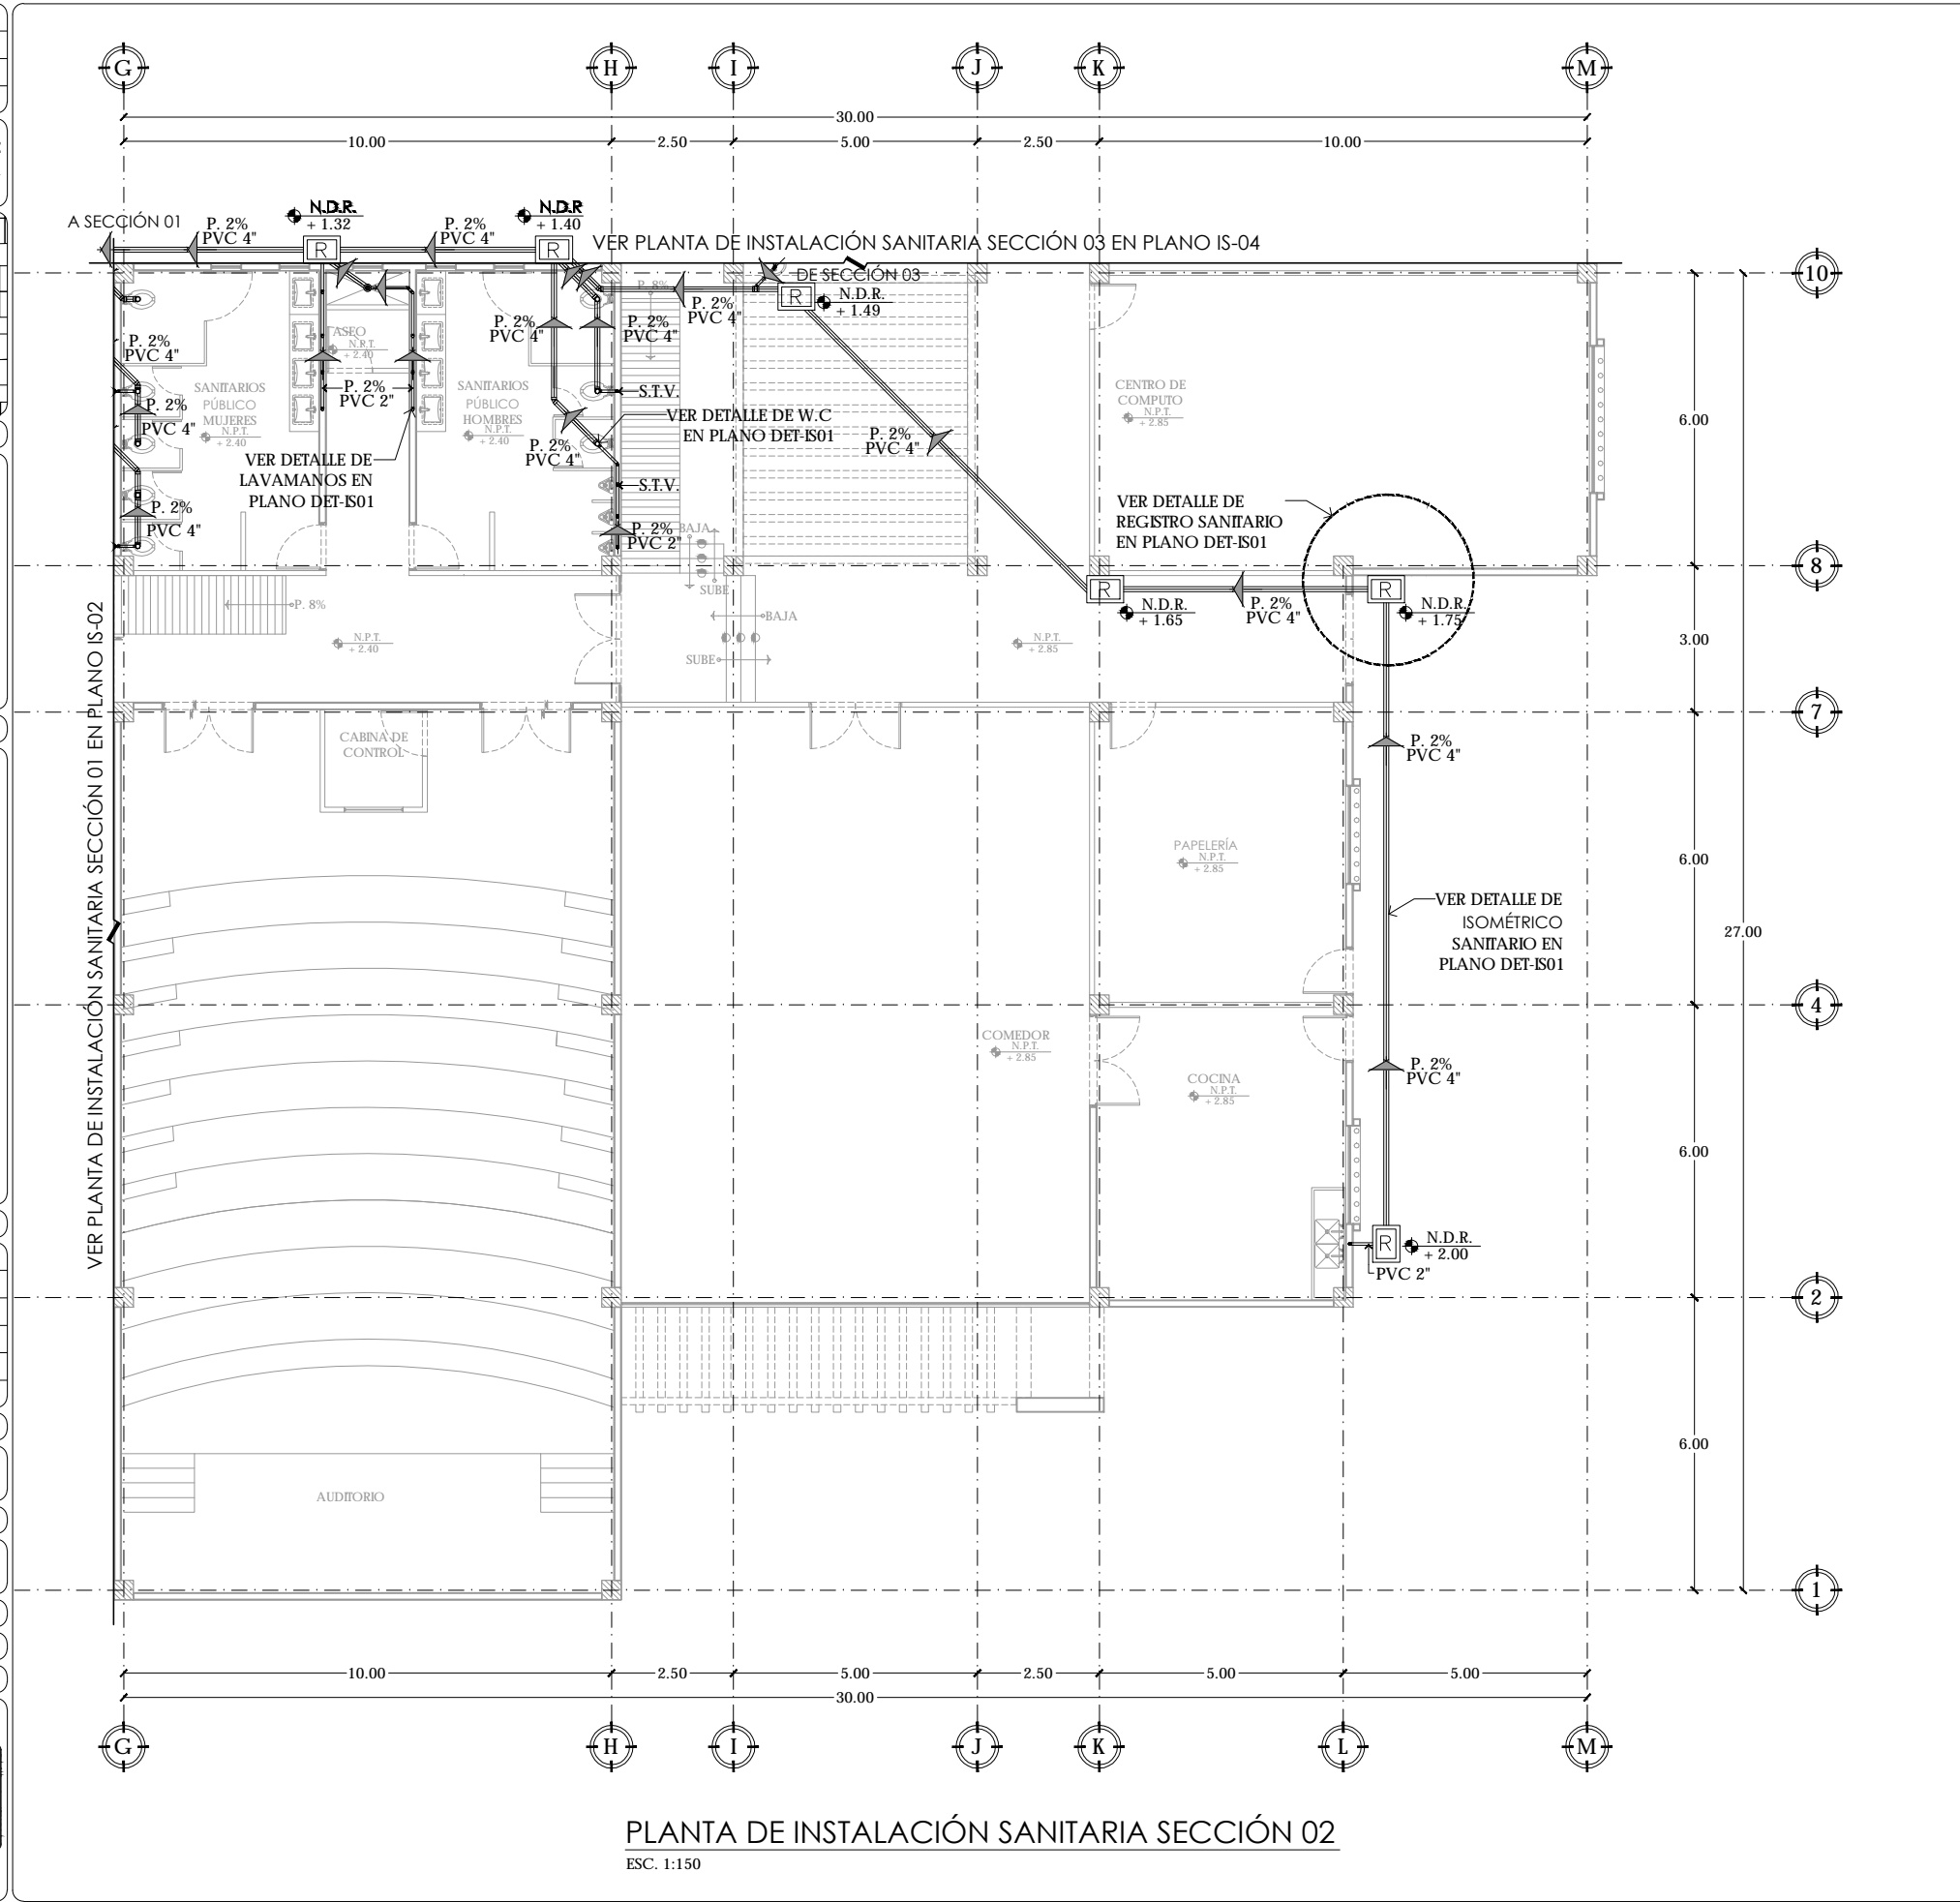 G
H
I
J
K
M
30.00
10.00
2.50
5.00
2.50
10.00
A SECCIÓN 01
P. 2%
PVC 4"
N.D.R.
+ 1.32
P. 2%
PVC 4"
N.D.R
+ 1.40
R
R
VER PLANTA DE INSTALACIÓN SANITARIA SECCIÓN 03 EN PLANO IS-04
DE SECCIÓN 03
R
N.D.R.
+ 1.49
10
P. 8%
P. 2%
PVC 4"
P. 2%
PVC 4"
P. 2%
PVC 4"
P. 2%
PVC 4"
ASEO
N.P.T.
+ 2.40
SANITARIOS
PÚBLICO
MUJERES
N.P.T.
+ 2.40
P. 2%
PVC 2"
SANITARIOS
PÚBLICO
HOMBRES
N.P.T.
+ 2.40
S.T.V.
CENTRO DE
COMPUTO
N.P.T.
+ 2.85
6.00
P. 2%
PVC 4"
VER DETALLE DE W.C
EN PLANO DET-IS01
P. 2%
PVC 4"
P. 2%
PVC 4"
VER DETALLE DE
LAVAMANOS EN
PLANO DET-IS01
S.T.V.
P. 2%
PVC 4"
VER DETALLE DE
REGISTRO SANITARIO
EN PLANO DET-IS01
P. 2%
PVC 2"
BAJA
SUBE
8
R
R
N.D.R.
+ 1.65
P. 2%
PVC 4"
N.D.R.
+ 1.75
P. 8%
BAJA
N.P.T.
+ 2.40
SUBE
N.P.T.
+ 2.85
3.00
VER PLANTA DE INSTALACIÓN SANITARIA SECCIÓN 01 EN PLANO IS-02
7
CABINA DE
CONTROL
P. 2%
PVC 4"
PAPELERÍA
N.P.T.
+ 2.85
6.00
VER DETALLE DE
ISOMÉTRICO
SANITARIO EN
PLANO DET-IS01
27.00
4
COMEDOR
N.P.T.
+ 2.85
COCINA
N.P.T.
+ 2.85
P. 2%
PVC 4"
6.00
R
N.D.R.
+ 2.00
PVC 2"
2
6.00
AUDITORIO
1
10.00
2.50
5.00
2.50
5.00
5.00
30.00
G
H
I
J
K
L
M
PLANTA DE INSTALACIÓN SANITARIA SECCIÓN 02
ESC. 1:150